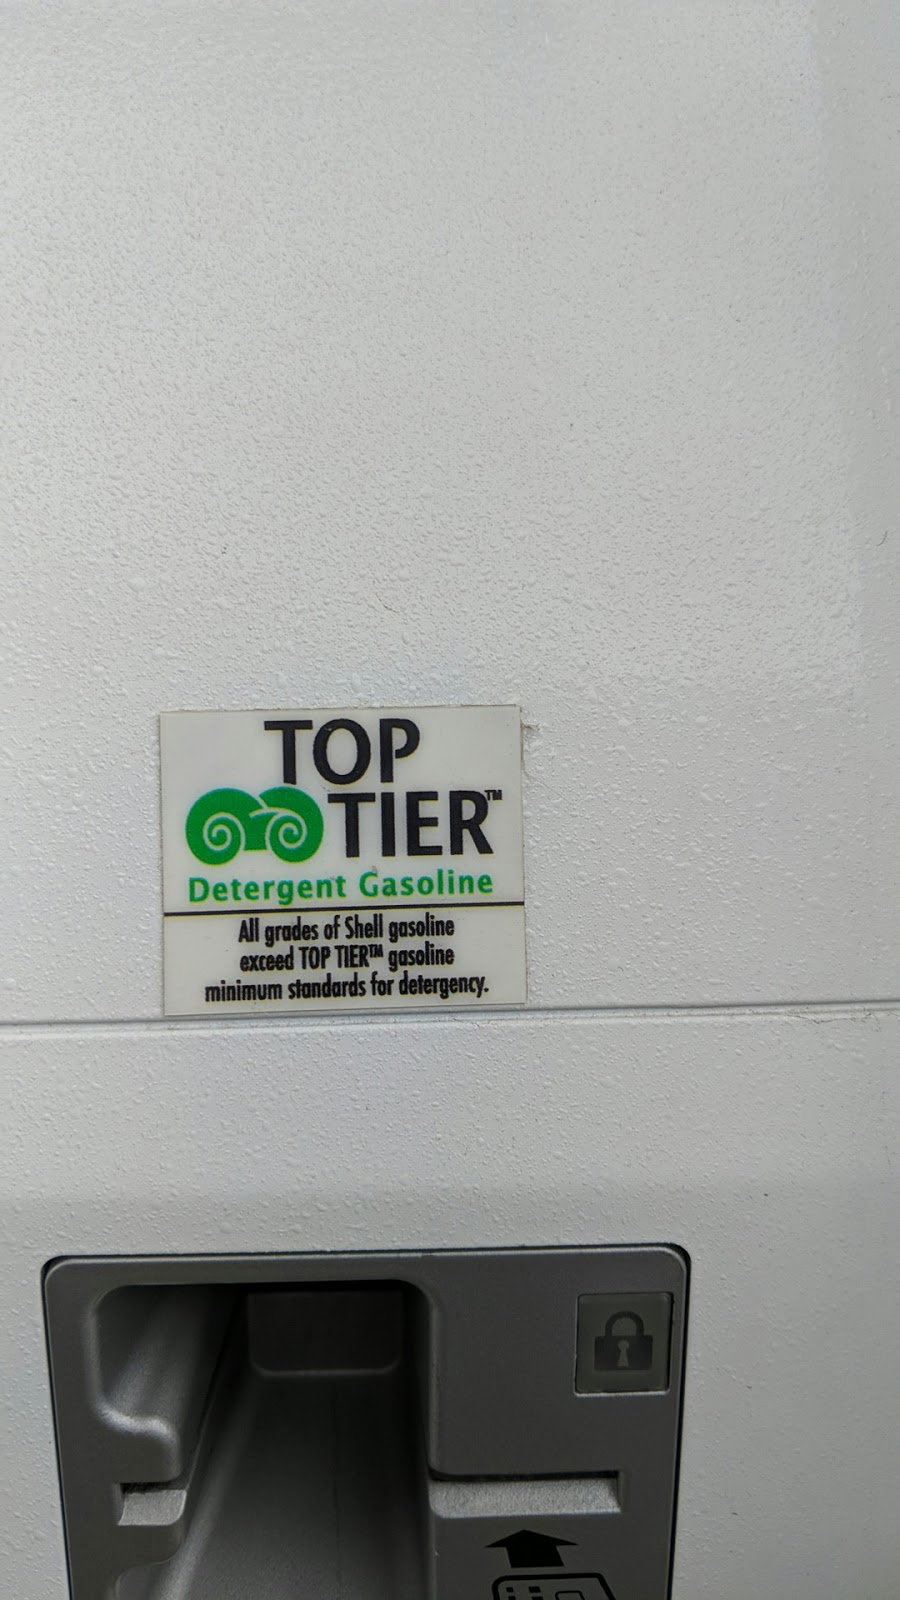 TOP
TIER™
Detergent Gasoline
All grades of Shell gasoline
exceed TOP TIER™ gasoline
minimum standards for detergency.